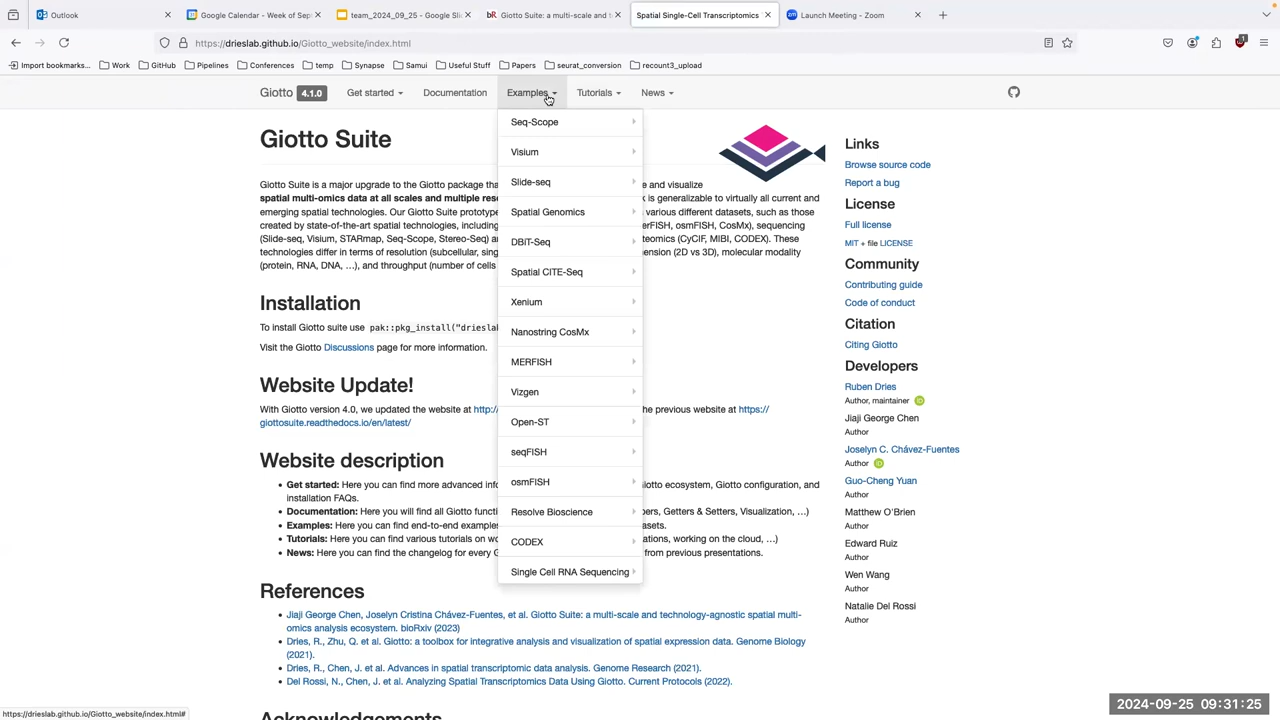 Outlook
Google Calendar - Week of Sept
team_2024_09_25 - Google Sli
Giotto Suite: a multi-scale and t
Spatial Single-Cell Transcriptomics
Launch Meeting - Zoom
https://drieslab.github.io/Giotto_website/index.html
Import bookmarks...
Work
GitHub
Pipelines
Conferences
temp
Synapse
Samui
Useful Stuff
Papers
seurat_conversion
recount3_upload
Giotto 4.1.0 Get started Documentation Examples Tutorials News
Seq-Scope
Visium
Slide-seq
Spatial Genomics
DBiT-Seq
Spatial CITE-Seq
Xenium
Nanostring CosMx
MERFISH
Vizgen
Open-ST
seqFISH
osmFISH
Resolve Bioscience
CODEX
Single Cell RNA Sequencing
Giotto Suite
Giotto Suite is a major upgrade to the Giotto package tha e and visualize
spatial multi-omics data at all scales and multiple reso k is generalizable to virtually all current and
emerging spatial technologies. Our Giotto Suite prototype various different datasets, such as those
created by state-of-the-art spatial technologies, including erFISH, osmFISH, CosMx), sequencing
(Slide-seq, Visium, STARmap, Seq-Scope, Stereo-Seq) a eomics (CyCIF, MIBI, CODEX). These
technologies differ in terms of resolution (subcellular, sing nension (2D vs 3D), molecular modality
(protein, RNA, DNA, ...), and throughput (number of cells
Installation
To install Giotto suite use pak::pkg_install("drieslab
Visit the Giotto Discussions page for more information.
Website Update!
With Giotto version 4.0, we updated the website at http:/ he previous website at https://
giottosuite.readthedocs.io/en/latest/
Website description
Get started: Here you can find more advanced info iotto ecosystem, Giotto configuration, and
installation FAQs.
Documentation: Here you will find all Giotto functi pers, Getters & Setters, Visualization, ...)
Examples: Here you can find end-to-end examples asets.
Tutorials: Here you can find various tutorials on wo ations, working on the cloud, ...)
News: Here you can find the changelog for every G from previous presentations.
References
Jiaji George Chen, Joselyn Cristina Chávez-Fuentes, et al. Giotto Suite: a multi-scale and technology-agnostic spatial multi-
omics analysis ecosystem. bioRxiv (2023)
Dries, R., Zhu, Q. et al. Giotto: a toolbox for integrative analysis and visualization of spatial expression data. Genome Biology
(2021).
Dries, R., Chen, J. et al. Advances in spatial transcriptomic data analysis. Genome Research (2021).
Del Rossi, N., Chen, J. et al. Analyzing Spatial Transcriptomics Data Using Giotto. Current Protocols (2022).
Acknowledgements
Links
Browse source code
Report a bug
License
Full license
MIT + file LICENSE
Community
Contributing guide
Code of conduct
Citation
Citing Giotto
Developers
Ruben Dries
Author, maintainer
Jiaji George Chen
Author
Joselyn C. Chávez-Fuentes
Author
Guo-Cheng Yuan
Author
Matthew O'Brien
Author
Edward Ruiz
Author
Wen Wang
Author
Natalie Del Rossi
Author
https://drieslab.github.io/Giotto_website/index.html#
2024-09-25 09:31:25